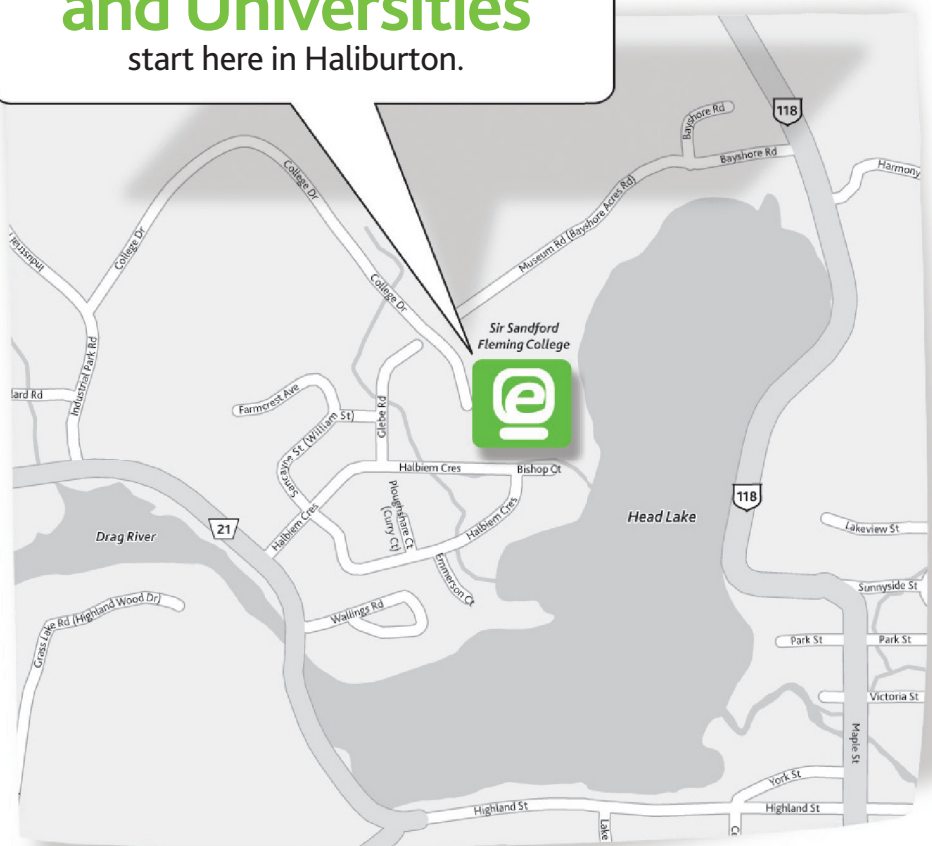 and Universities
start here in Haliburton.
118
Bayshore Rd
Bayshore Rd
Harmony
College Dr
Museum Rd (Bayshore Acres Rd)
College Dr
Industrial
College Dr
Sir Sandford
Fleming College
e
Industrial Park Rd
lard Rd
Farmcrest Ave
Glebe Rd
Sancayne St (William St)
Halbiem Cres
Bishop Ct
Ploughshare Ct
(Curry Ct)
Halbiem Cres
Halbiem Cres
118
Head Lake
Lakeview St
21
Drag River
Emmerson Ct
Sunnyside St
Grass Lake Rd (Highland Wood Dr)
Wallings Rd
Park St
Park St
Victoria St
Maple St
York St
Highland St
Highland St
Lake